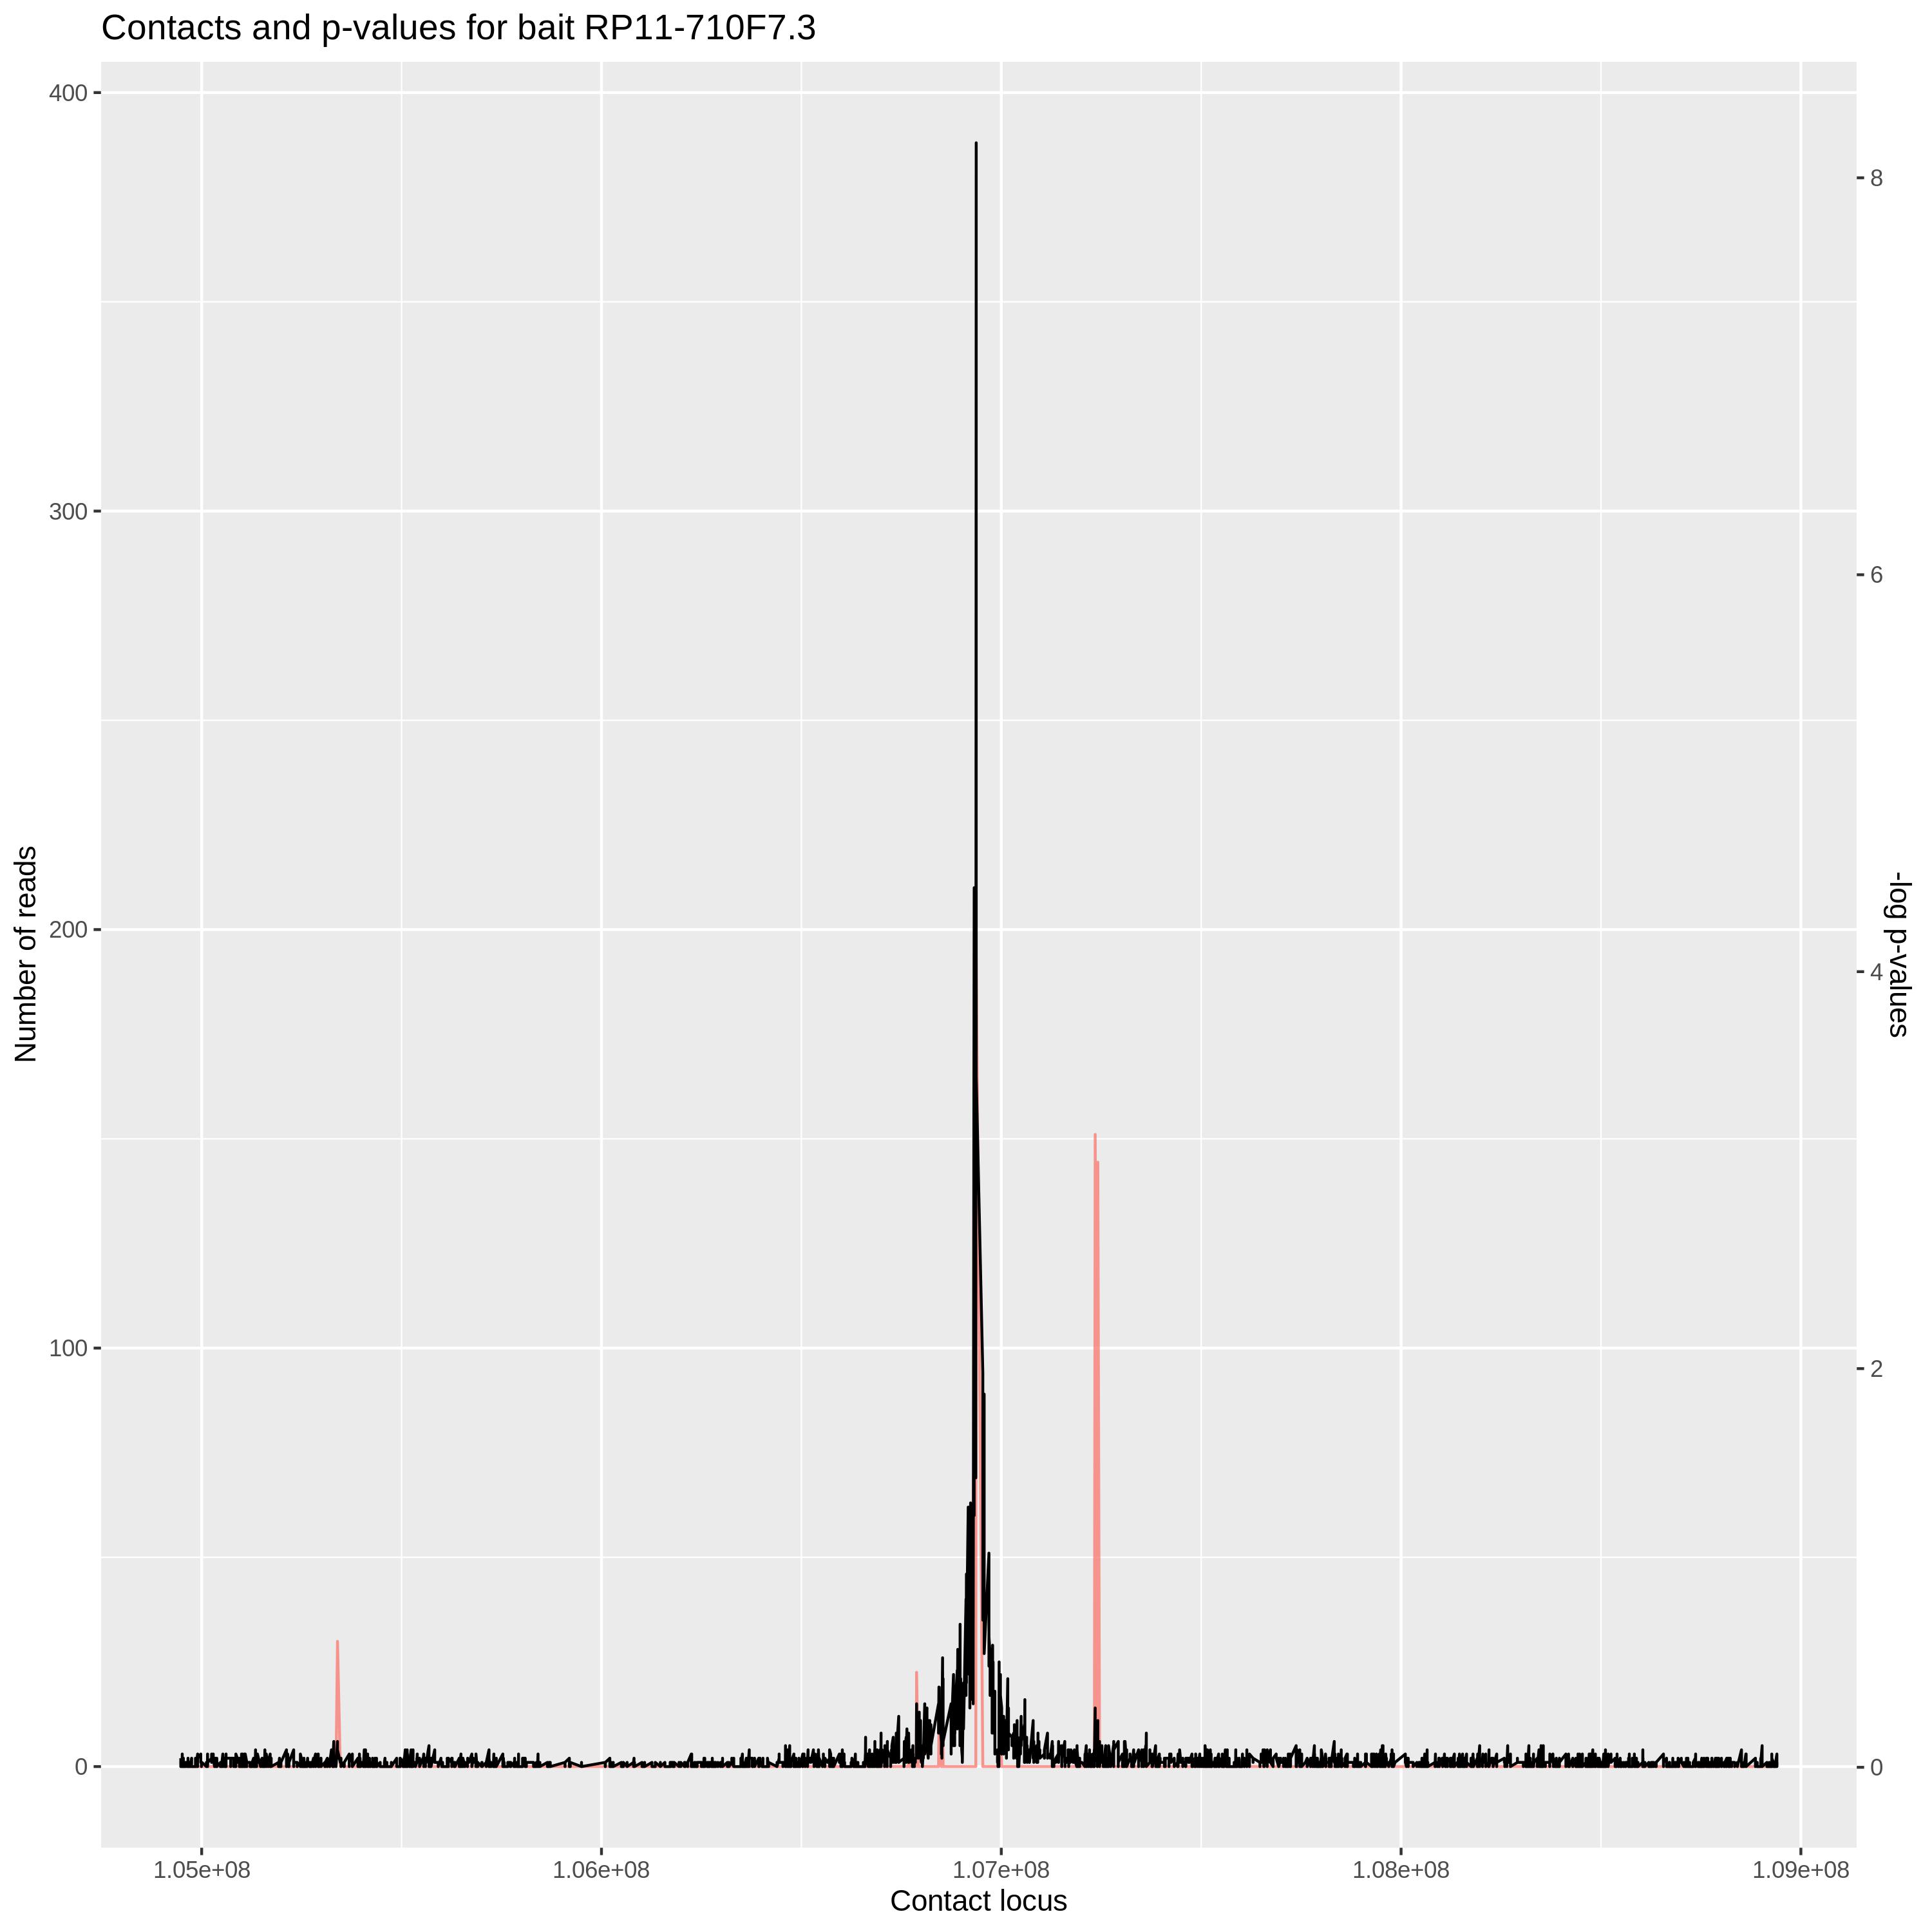 Contacts and p-values for bait RP11-710F7.3
400
300
200
100
0
Number of reads
8
6
4
2
0
-log p-values
1.05e+08
1.06e+08
1.07e+08
1.08e+08
1.09e+08
Contact locus